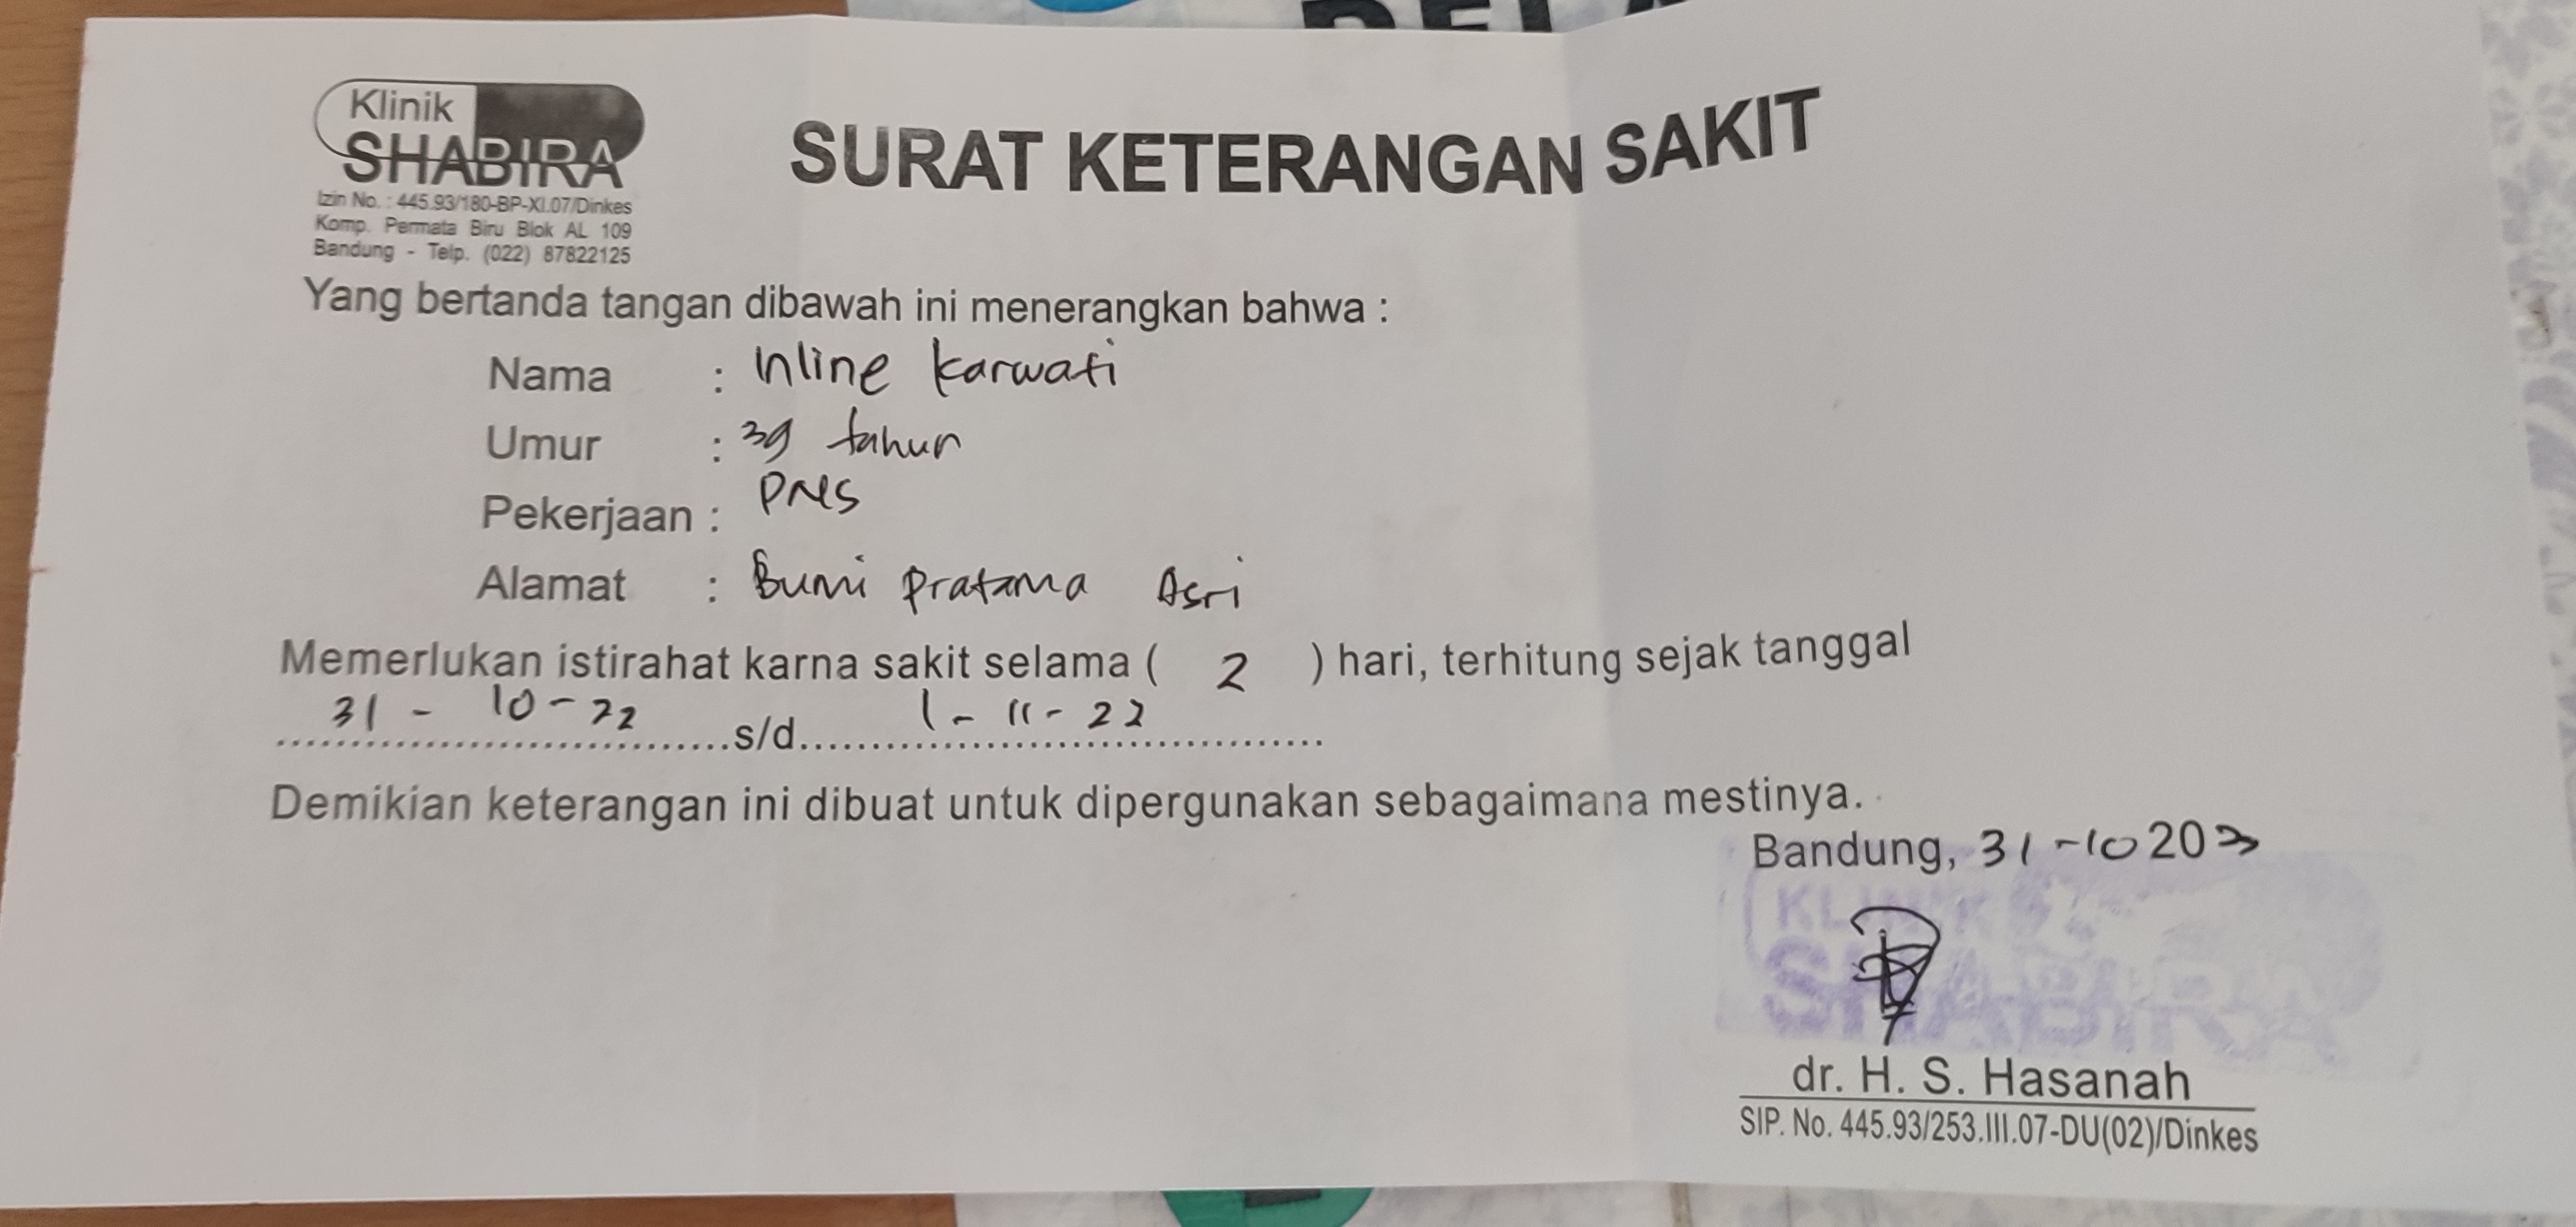 Klinik
SHABIRA
Izin No. : 445.93/180-BP-XI.07/Dinkes
Komp. Permata Biru Blok AL 109
Bandung - Telp. (022) 87822125
SURAT KETERANGAN SAKIT
Yang bertanda tangan dibawah ini menerangkan bahwa :
Nama : Inline Karwati
Umur : 39 tahun
Pekerjaan : PNS
Alamat : Bumi Pratama Asri
Memerlukan istirahat karna sakit selama ( 2 ) hari, terhitung sejak tanggal
31 - 10 - 22 s/d 1 - 11 - 22
Demikian keterangan ini dibuat untuk dipergunakan sebagaimana mestinya.
Bandung, 31 - 10 2022
KLINIK
SHABIRA
dr. H. S. Hasanah
SIP. No. 445.93/253.III.07-DU(02)/Dinkes